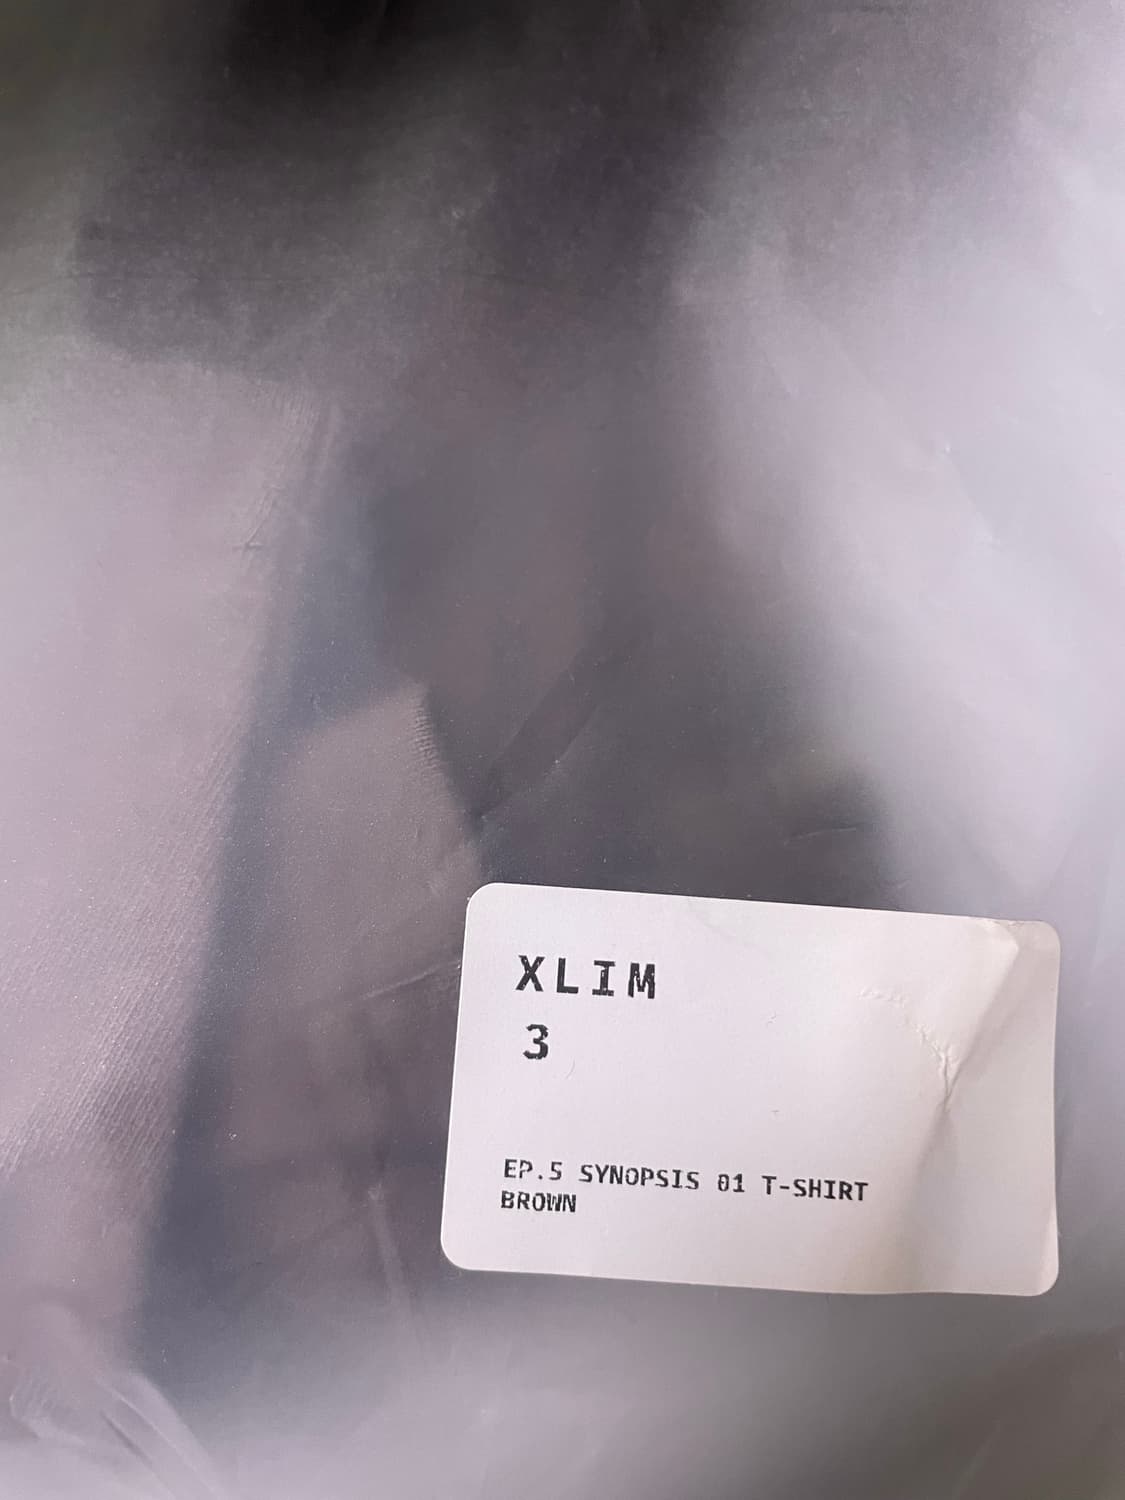 XLIM
3
EP.5 SYNOPSIS 01 T-SHIRT
BROWN